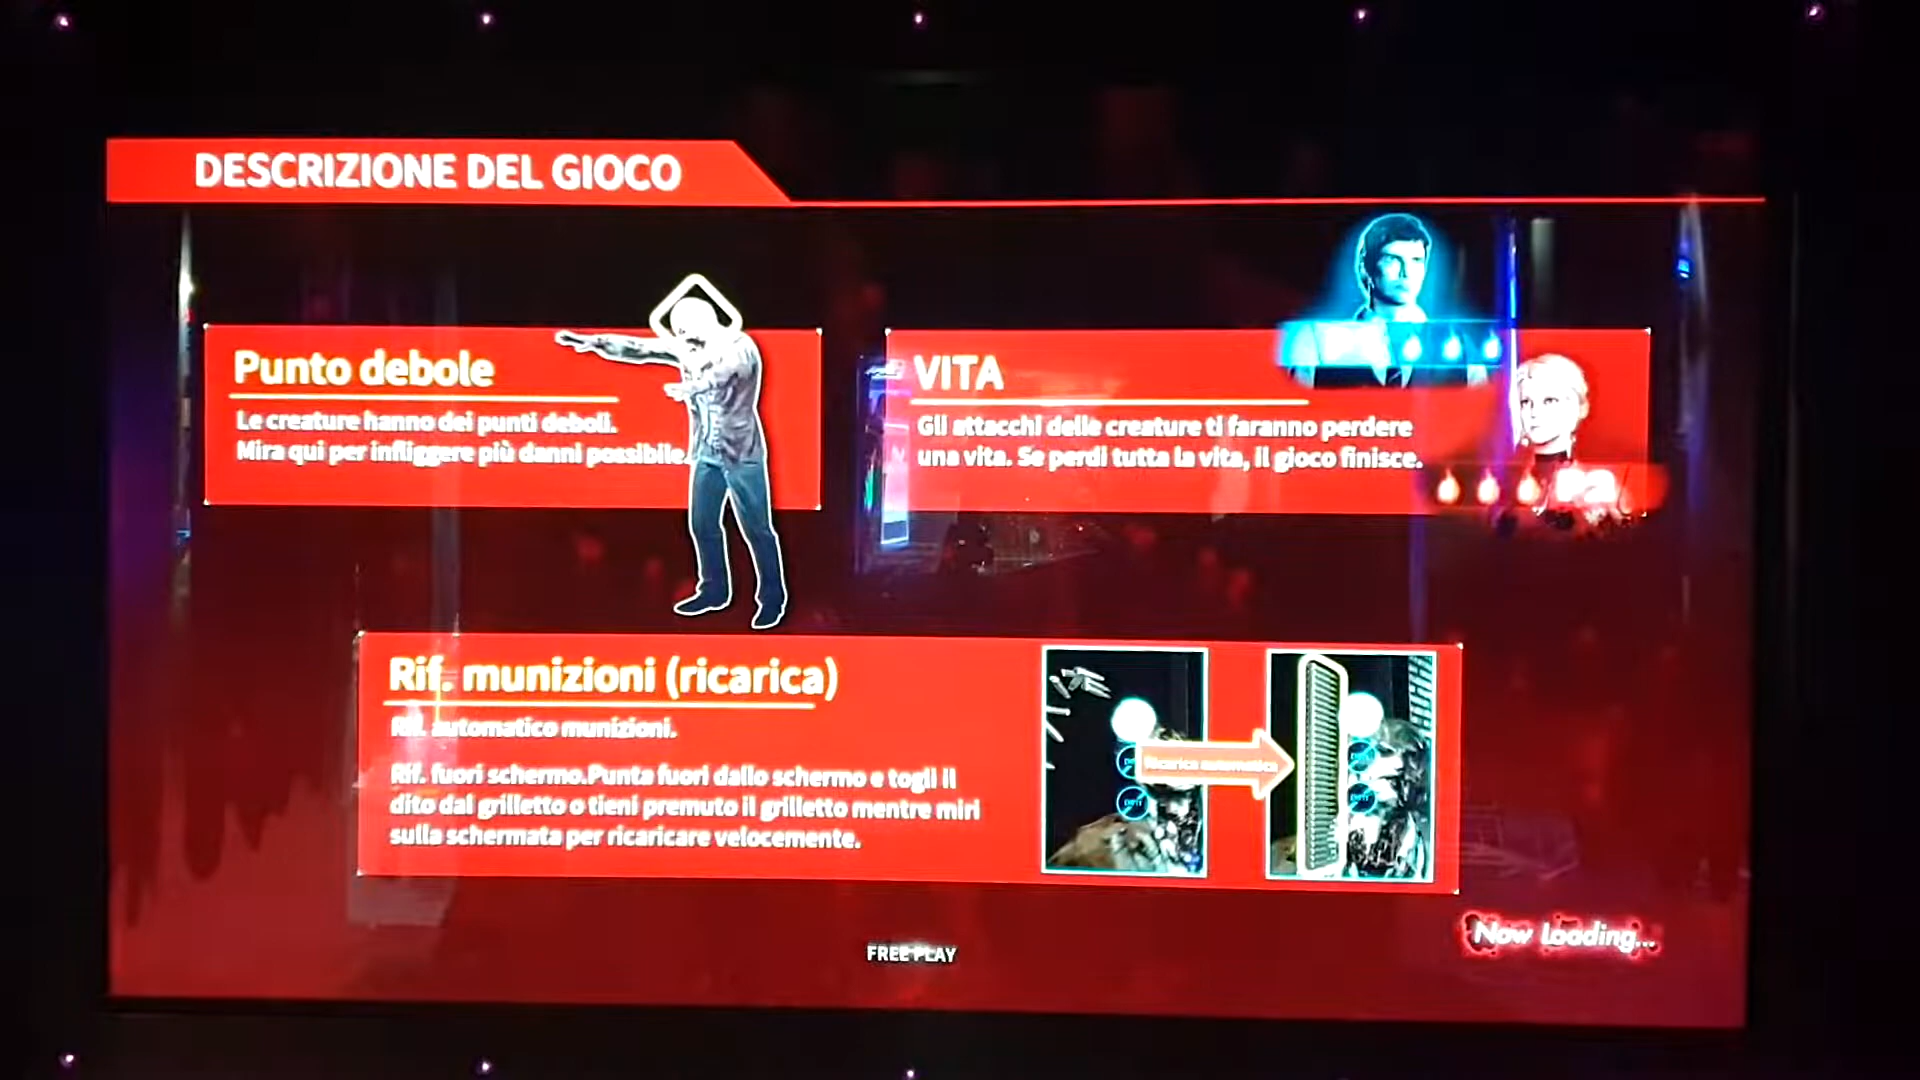 DESCRIZIONE DEL GIOCO
Punto debole
Le creature hanno dei punti deboli.
Mira qui per infliggere più danni possibile.
VITA
Gli attacchi delle creature ti faranno perdere
una vita. Se perdi tutta la vita, il gioco finisce.
Rif. munizioni (ricarica)
Rif. automatico munizioni.
Rif. fuori schermo.Punta fuori dallo schermo e togli il
dito dal grilletto o tieni premuto il grilletto mentre miri
sulla schermata per ricaricare velocemente.
Ricarica automatica
FREE PLAY
Now Loading...